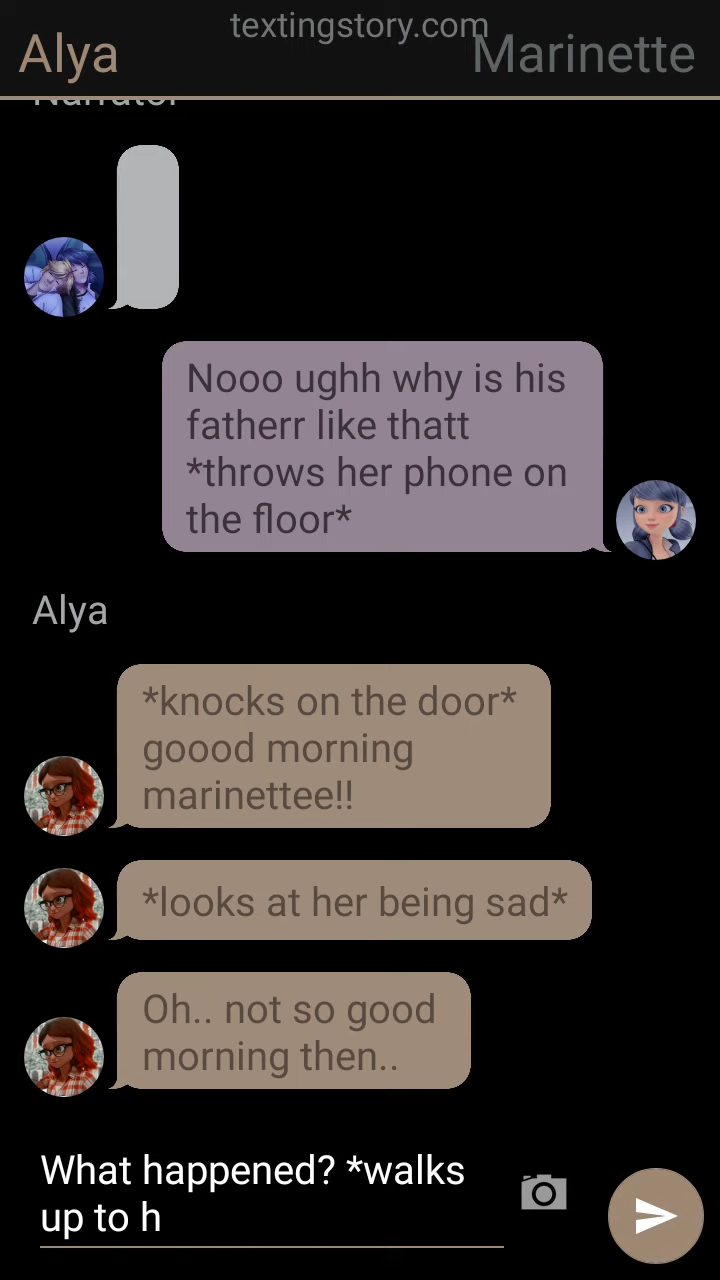 textingstory.com
Alya
Marinette
Narrator
Nooo ughh why is his
fatherr like thatt
*throws her phone on
the floor*
Alya
*knocks on the door*
goood morning
marinettee!!
*looks at her being sad*
Oh.. not so good
morning then..
What happened? *walks
up to h